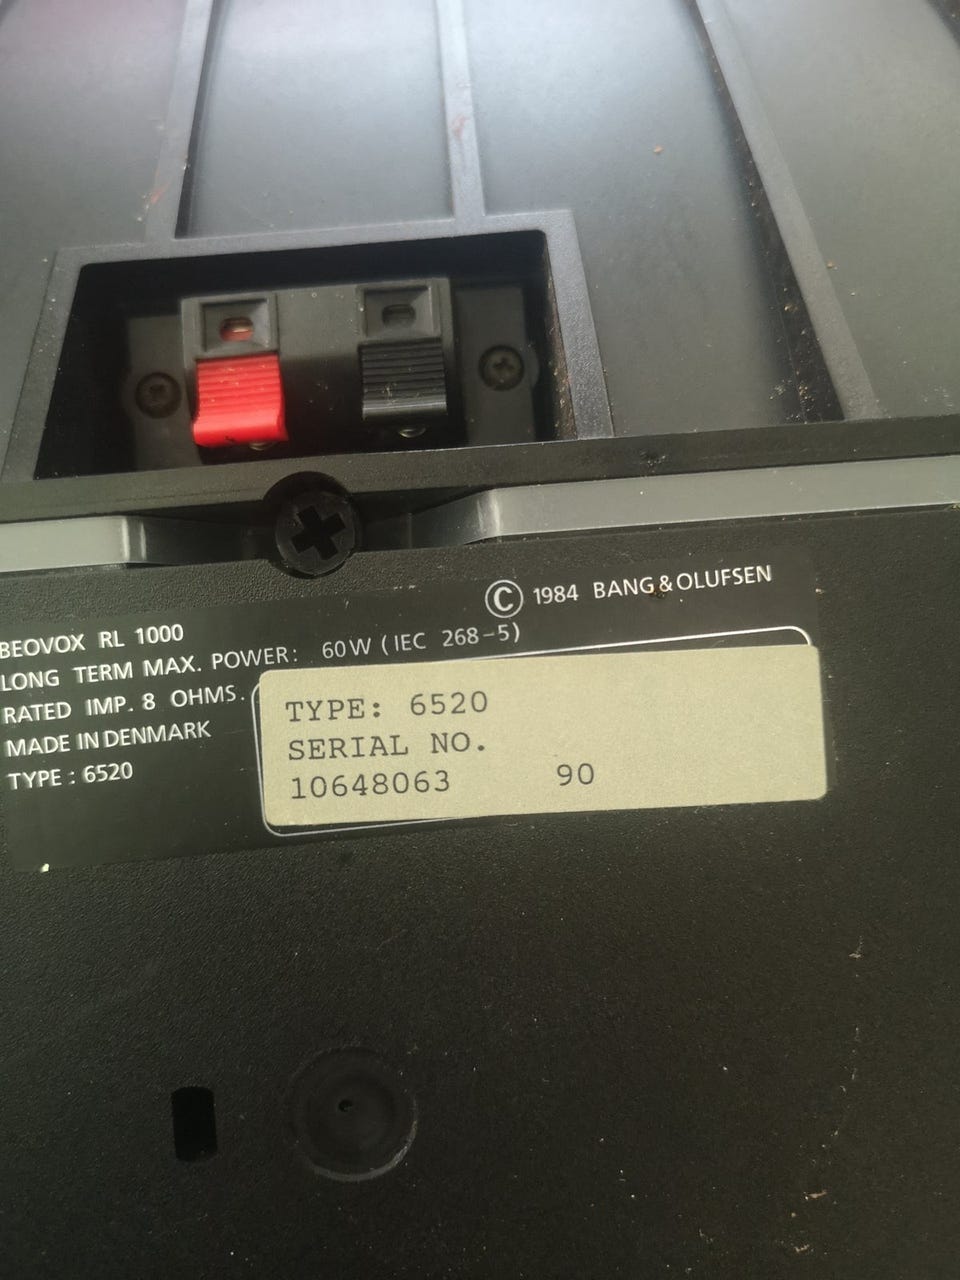 © 1984 BANG & OLUFSEN
BEOVOX RL 1000
LONG TERM MAX. POWER: 60W (IEC 268-5)
RATED IMP. 8 OHMS.
MADE IN DENMARK
TYPE : 6520
TYPE: 6520
SERIAL NO.
10648063 90